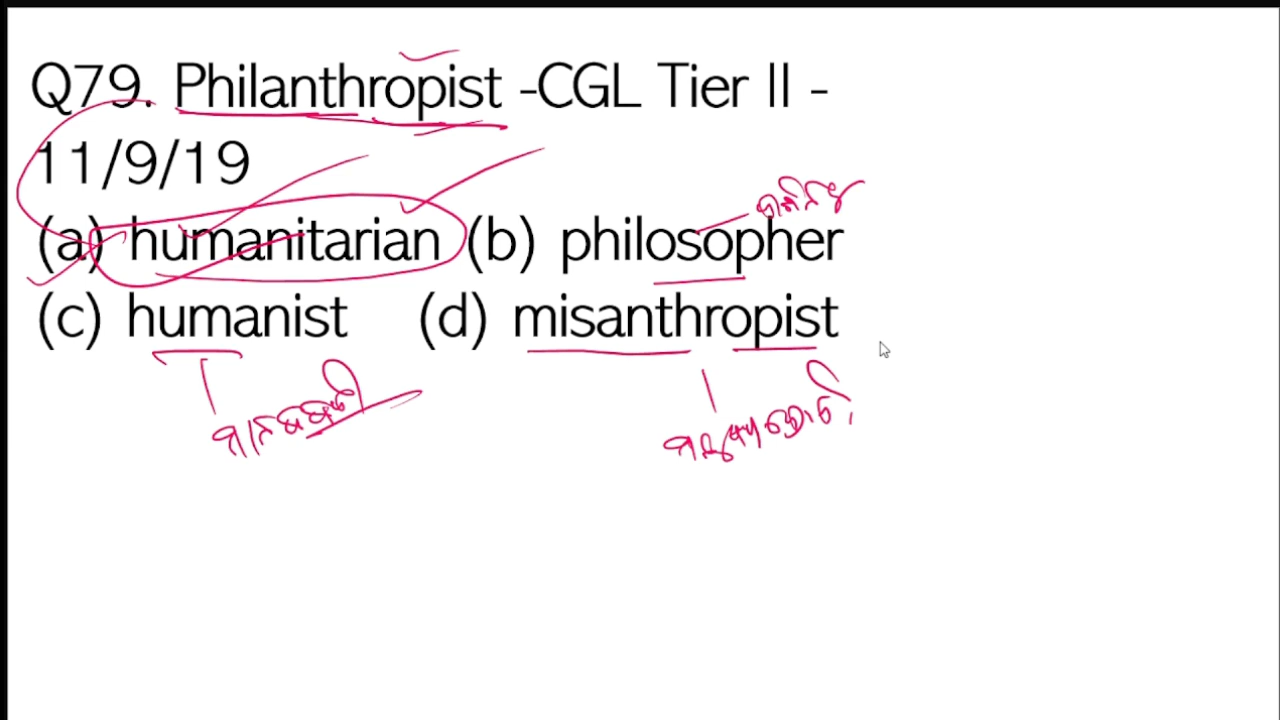 Q79. Philanthropist -CGL Tier II -
11/9/19
(a) humanitarian (b) philosopher
(c) humanist (d) misanthropist